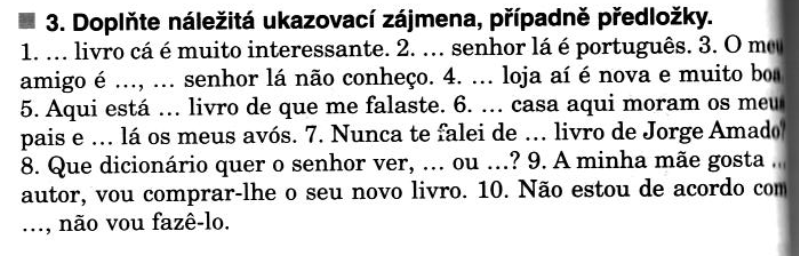 3. Doplňte náležitá ukazovací zájmena, případně předložky.
1. ... livro cá é muito interessante. 2. ... senhor lá é português. 3. O meu
amigo é ..., ... senhor lá não conheço. 4. ... loja aí é nova e muito boa.
5. Aqui está ... livro de que me falaste. 6. ... casa aqui moram os meus
pais e ... lá os meus avós. 7. Nunca te falei de ... livro de Jorge Amado?
8. Que dicionário quer o senhor ver, ... ou ...? 9. A minha mãe gosta ...
autor, vou comprar-lhe o seu novo livro. 10. Não estou de acordo com
..., não vou fazê-lo.